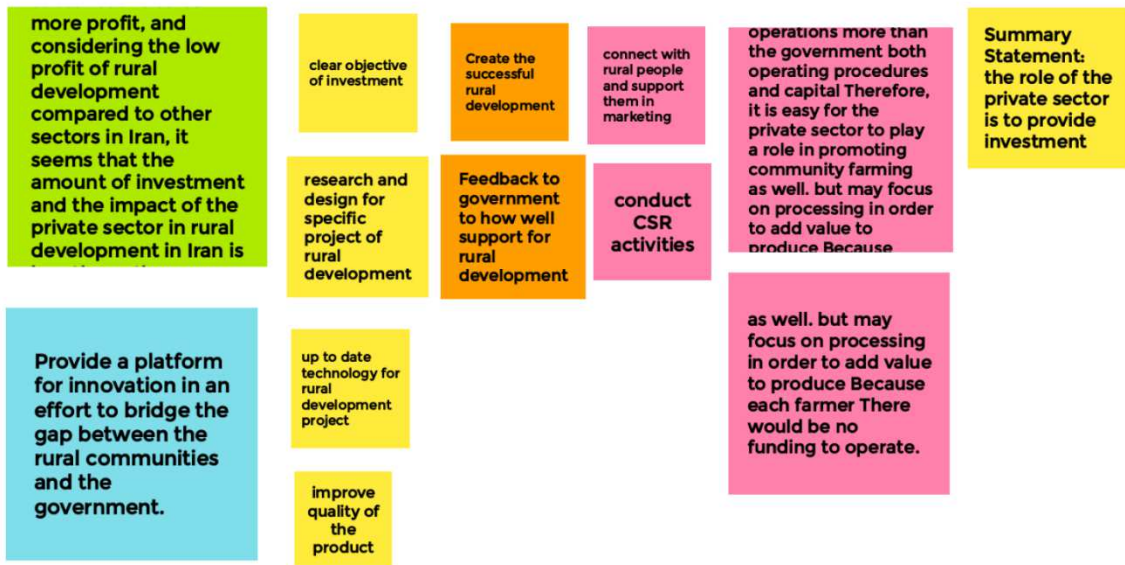 more profit, and
considering the low
profit of rural
development
compared to other
sectors in Iran, it
seems that the
amount of investment
and the impact of the
private sector in rural
development in Iran is
Provide a platform
for innovation in an
effort to bridge the
gap between the
rural communities
and the
government.
clear objective
of investment
research and
design for
specific
project of
rural
development
up to date
technology for
rural
development
project
improve
quality of
the
product
Create the
successful
rural
development
Feedback to
government
to how well
support for
rural
development
connect with
rural people
and support
them in
marketing
conduct
CSR
activities
operations more than
the government both
operating procedures
and capital Therefore,
it is easy for the
private sector to play
a role in promoting
community farming
as well. but may focus
on processing in order
to add value to
produce Because
as well. but may
focus on processing
in order to add value
to produce Because
each farmer There
would be no
funding to operate.
Summary
Statement:
the role of the
private sector
is to provide
investment